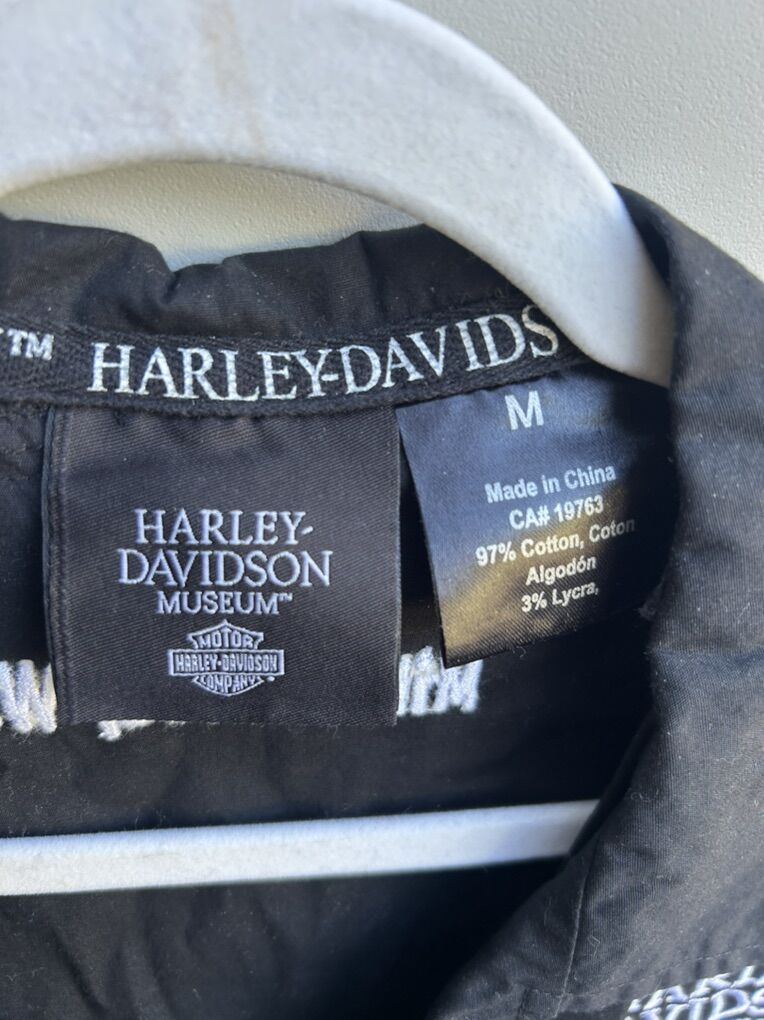 ™ HARLEY-DAVIDS
M
Made in China
CA# 19763
97% Cotton, Coton
Algodón
3% Lycra,
HARLEY-
DAVIDSON
MUSEUM™
MOTOR
HARLEY-DAVIDSON
COMPANY